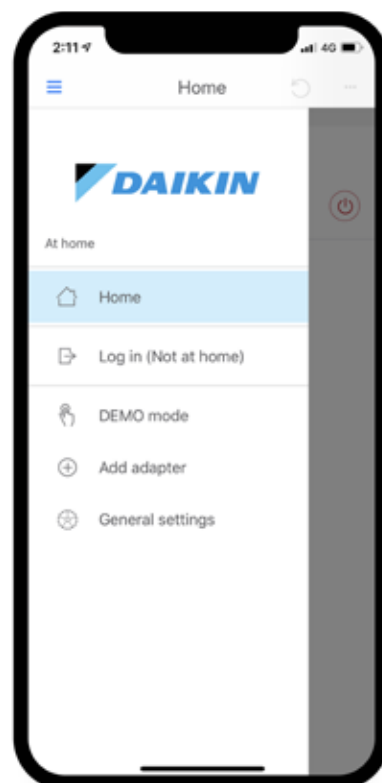 2:11 4G
Home
DAIKIN
At home
Home
Log in (Not at home)
DEMO mode
Add adapter
General settings